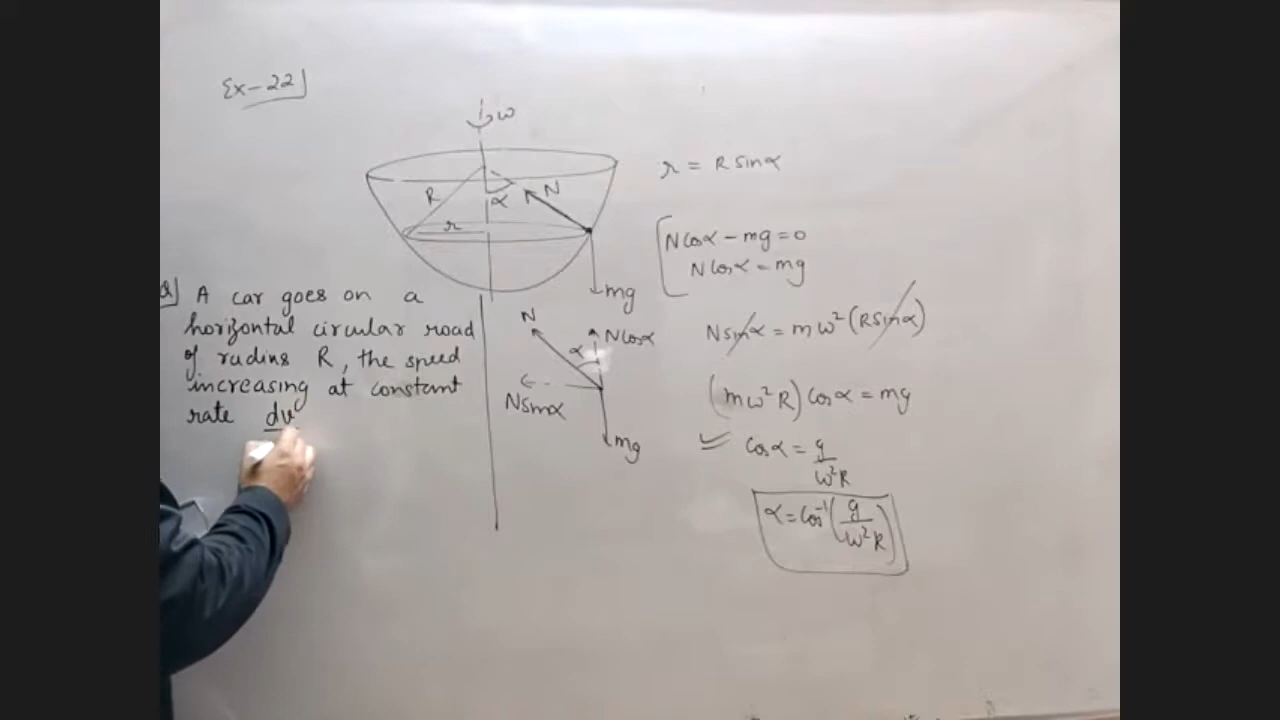 Ex-22
ω
R
α
N
r
mg
r = R sinα
N cosα - mg = 0
N cosα = mg
N sinα = mω²(R sinα)
(mω²R) cosα = mg
cosα = g/ω²R
α = cos⁻¹(g/ω²R)
N
N cosα
α
N sinα
mg
Q] A car goes on a
horizontal circular road
of radius R, the speed
increasing at constant
rate dv